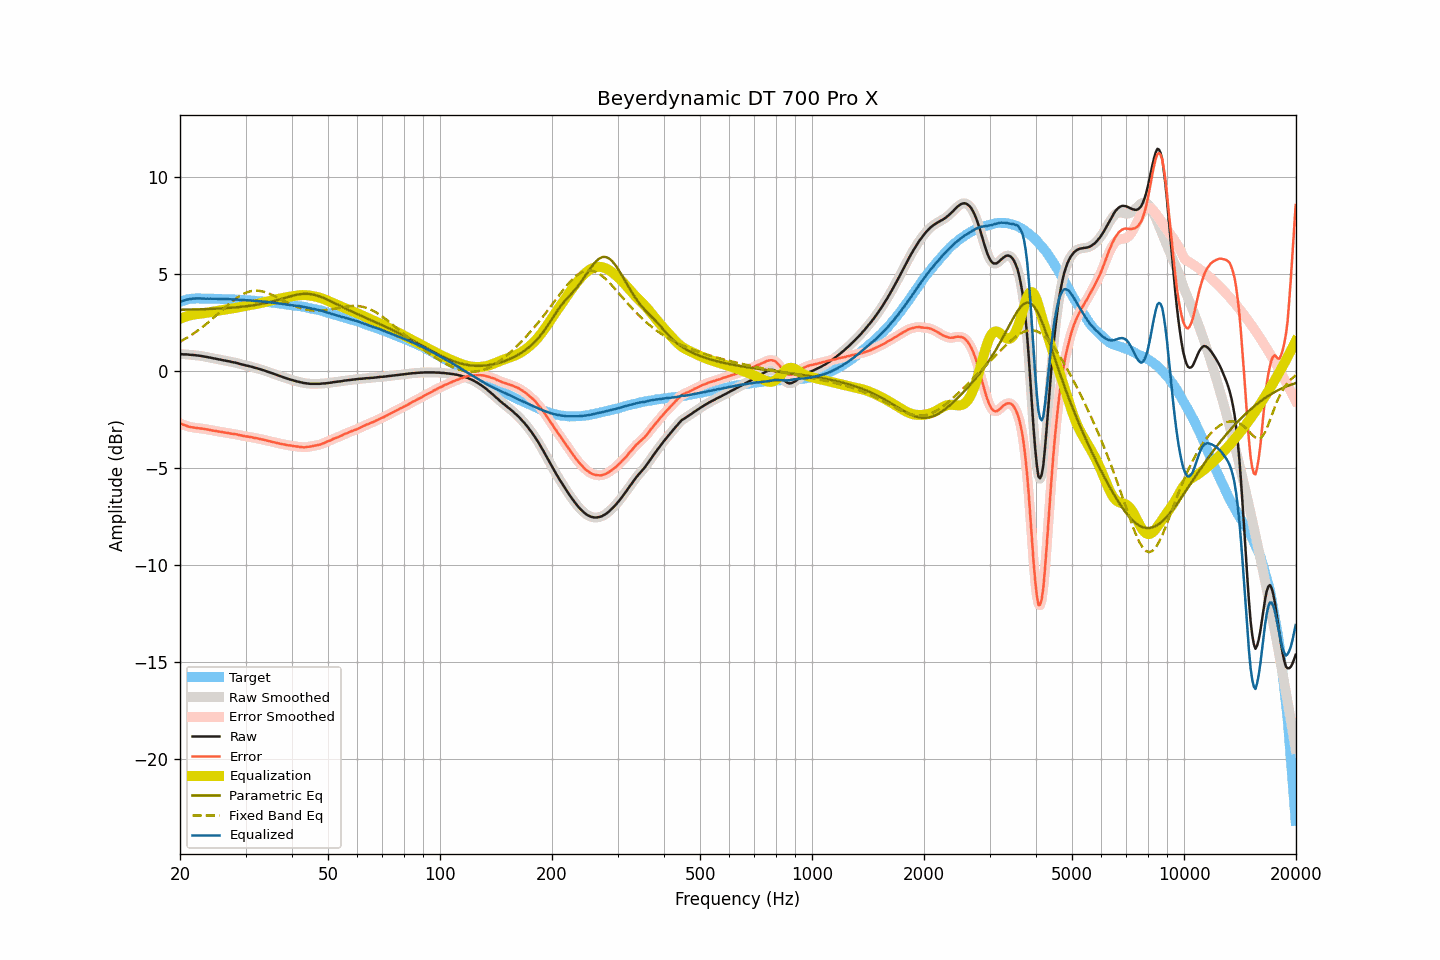 Beyerdynamic DT 700 Pro X
10
5
0
−5
−10
−15
−20
Amplitude (dBr)
Target
Raw Smoothed
Error Smoothed
Raw
Error
Equalization
Parametric Eq
Fixed Band Eq
Equalized
20 50 100 200 500 1000 2000 5000 10000 20000
Frequency (Hz)